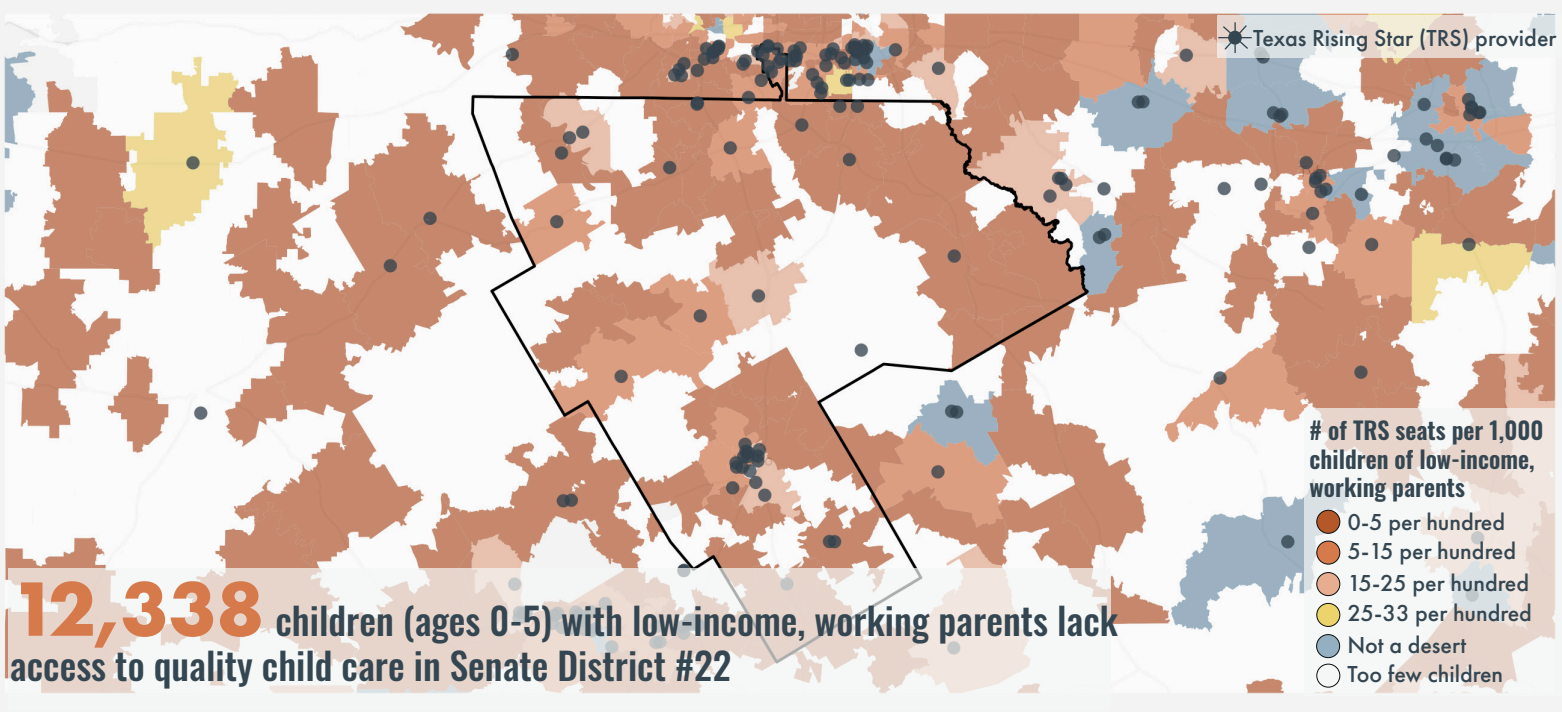 Texas Rising Star (TRS) provider
# of TRS seats per 1,000
children of low-income,
working parents
0-5 per hundred
5-15 per hundred
15-25 per hundred
25-33 per hundred
Not a desert
Too few children
12,338 children (ages 0-5) with low-income, working parents lack
access to quality child care in Senate District #22